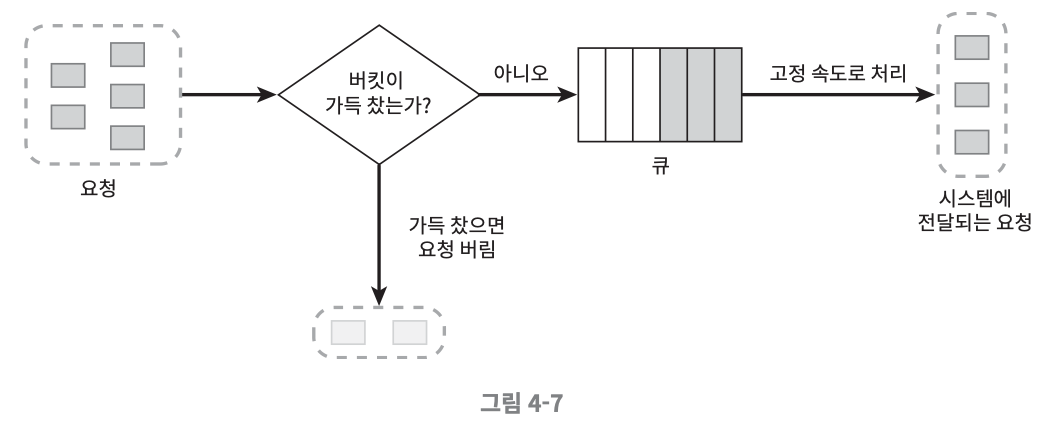 요청
버킷이
가득 찼는가?
아니오
큐
고정 속도로 처리
시스템에
전달되는 요청
가득 찼으면
요청 버림
그림 4-7